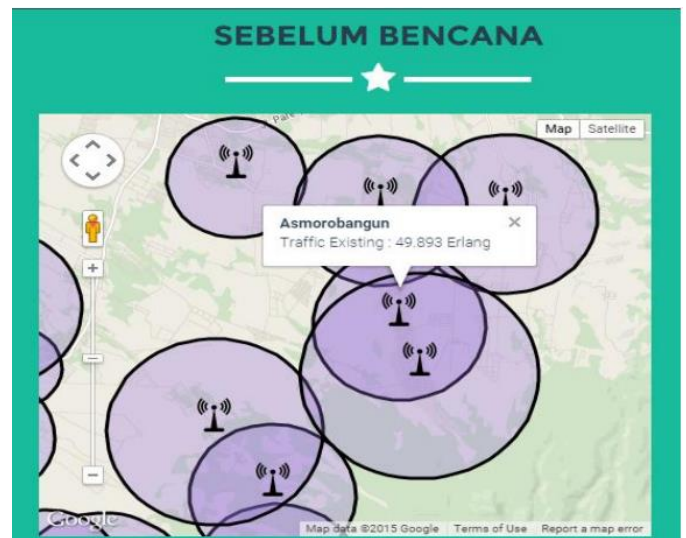 SEBELUM BENCANA
Map Satellite
Asmorobangun
Traffic Existing : 49.893 Erlang
Google
Map data ©2015 Google Terms of Use Report a map error